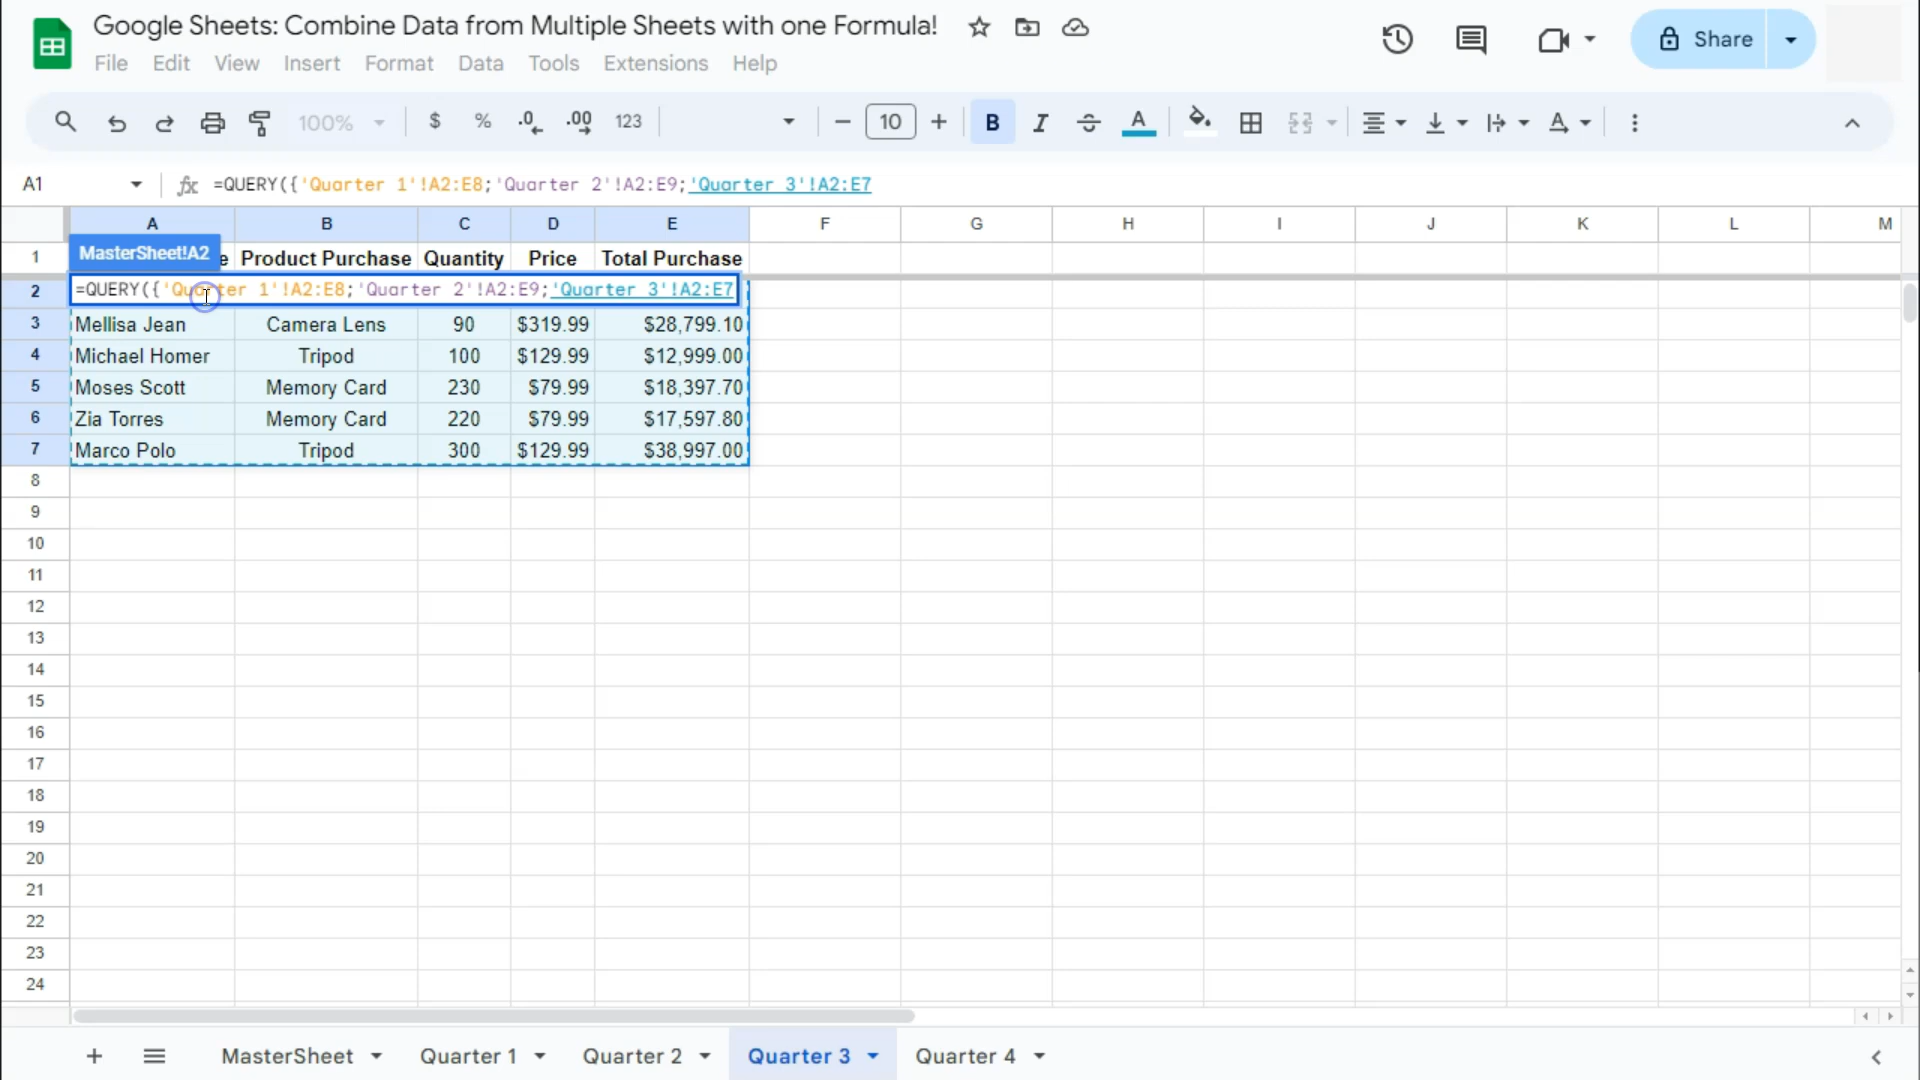 Google Sheets: Combine Data from Multiple Sheets with one Formula!
File Edit View Insert Format Data Tools Extensions Help
Share
100% $ % .0 .00 123 10 B I A
A1 fx =QUERY({'Quarter 1'!A2:E8;'Quarter 2'!A2:E9;'Quarter 3'!A2:E7
A B C D E F G H I J K L M
MasterSheet!A2
1 e Product Purchase Quantity Price Total Purchase
2 =QUERY({'Quarter 1'!A2:E8;'Quarter 2'!A2:E9;'Quarter 3'!A2:E7
3 Mellisa Jean Camera Lens 90 $319.99 $28,799.10
4 Michael Homer Tripod 100 $129.99 $12,999.00
5 Moses Scott Memory Card 230 $79.99 $18,397.70
6 Zia Torres Memory Card 220 $79.99 $17,597.80
7 Marco Polo Tripod 300 $129.99 $38,997.00
8
9
10
11
12
13
14
15
16
17
18
19
20
21
22
23
24
MasterSheet Quarter 1 Quarter 2 Quarter 3 Quarter 4